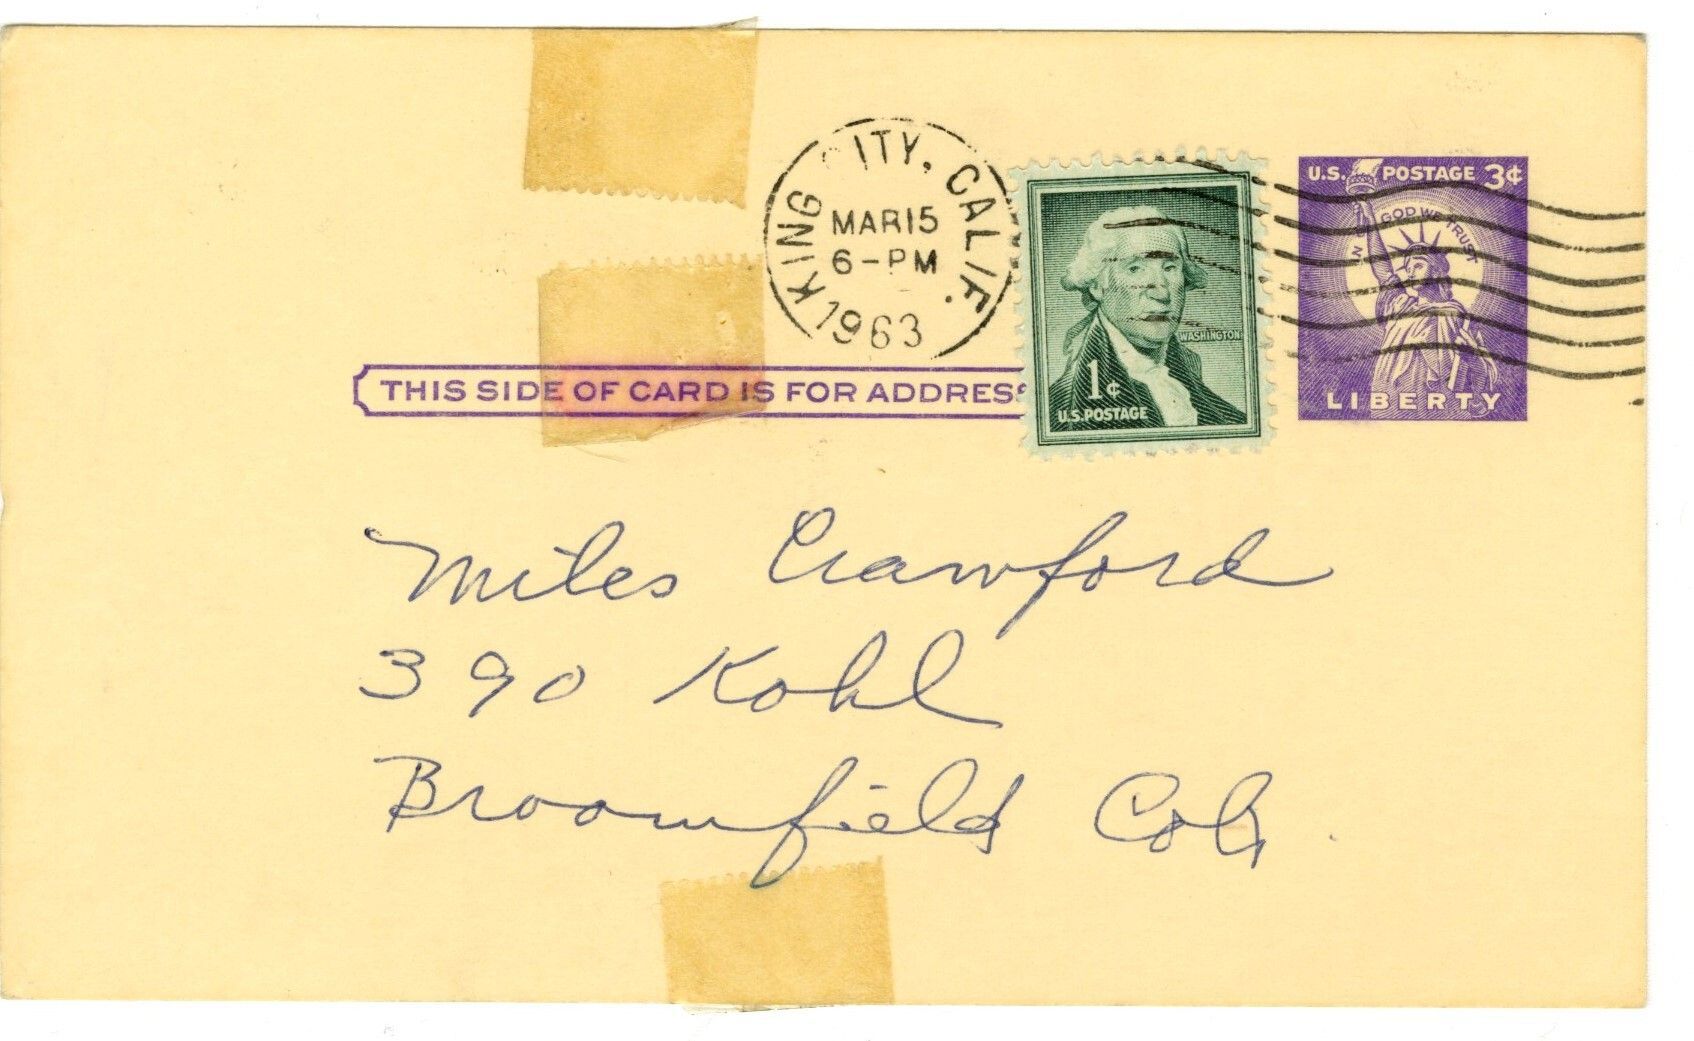 KING CITY, CALIF.
MAR 15
6-PM
1963
U.S. POSTAGE 3¢
IN GOD WE TRUST
LIBERTY
WASHINGTON
1¢
U.S. POSTAGE
THIS SIDE OF CARD IS FOR ADDRESS
Miles Crawford
390 Kohl
Broomfield Colo.